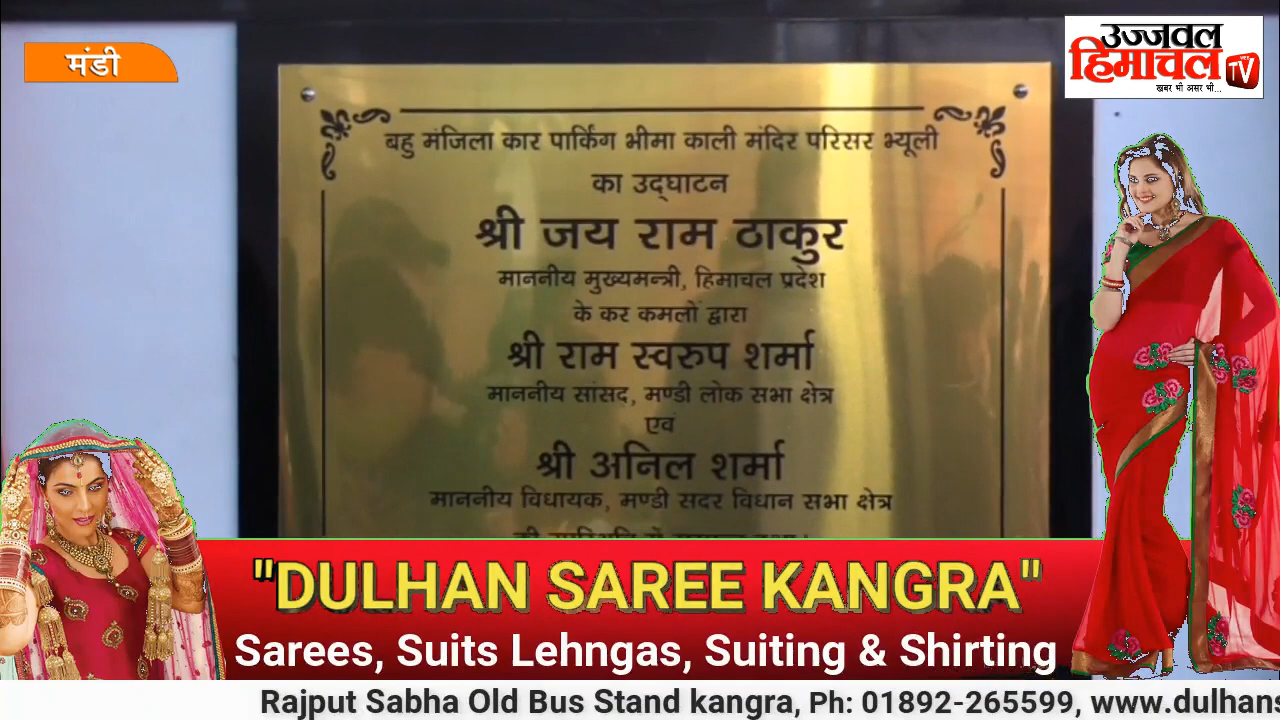 मंडी
उज्जवल
हिमाचल TV
खबर भी असर भी...
बहु मंजिला कार पार्किंग भीमा काली मंदिर परिसर भ्यूली
का उद्घाटन
श्री जय राम ठाकुर
माननीय मुख्यमन्त्री, हिमाचल प्रदेश
के कर कमलों द्वारा
श्री राम स्वरुप शर्मा
माननीय सांसद, मण्डी लोक सभा क्षेत्र
एवं
श्री अनिल शर्मा
माननीय विधायक, मण्डी सदर विधान सभा क्षेत्र
"DULHAN SAREE KANGRA"
Sarees, Suits Lehngas, Suiting & Shirting
Rajput Sabha Old Bus Stand kangra, Ph: 01892-265599, www.dulhans